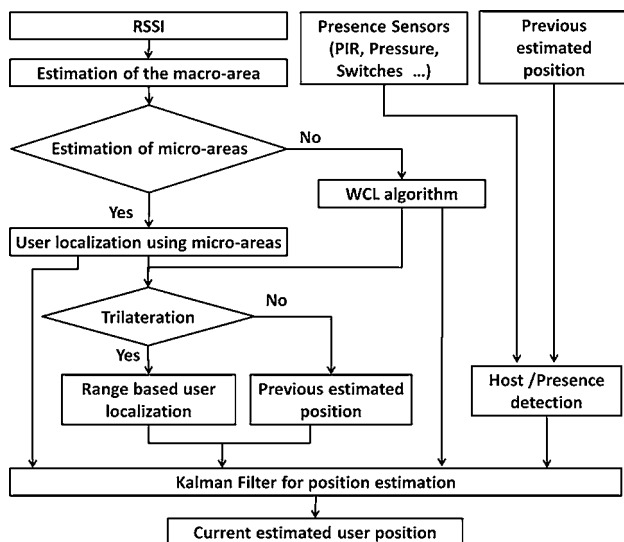 RSSI
Presence Sensors
(PIR, Pressure,
Switches ...)
Previous
estimated
position
Estimation of the macro-area
Estimation of micro-areas
No
WCL algorithm
Yes
User localization using micro-areas
Trilateration
No
Yes
Range based user
localization
Previous estimated
position
Host /Presence
detection
Kalman Filter for position estimation
Current estimated user position